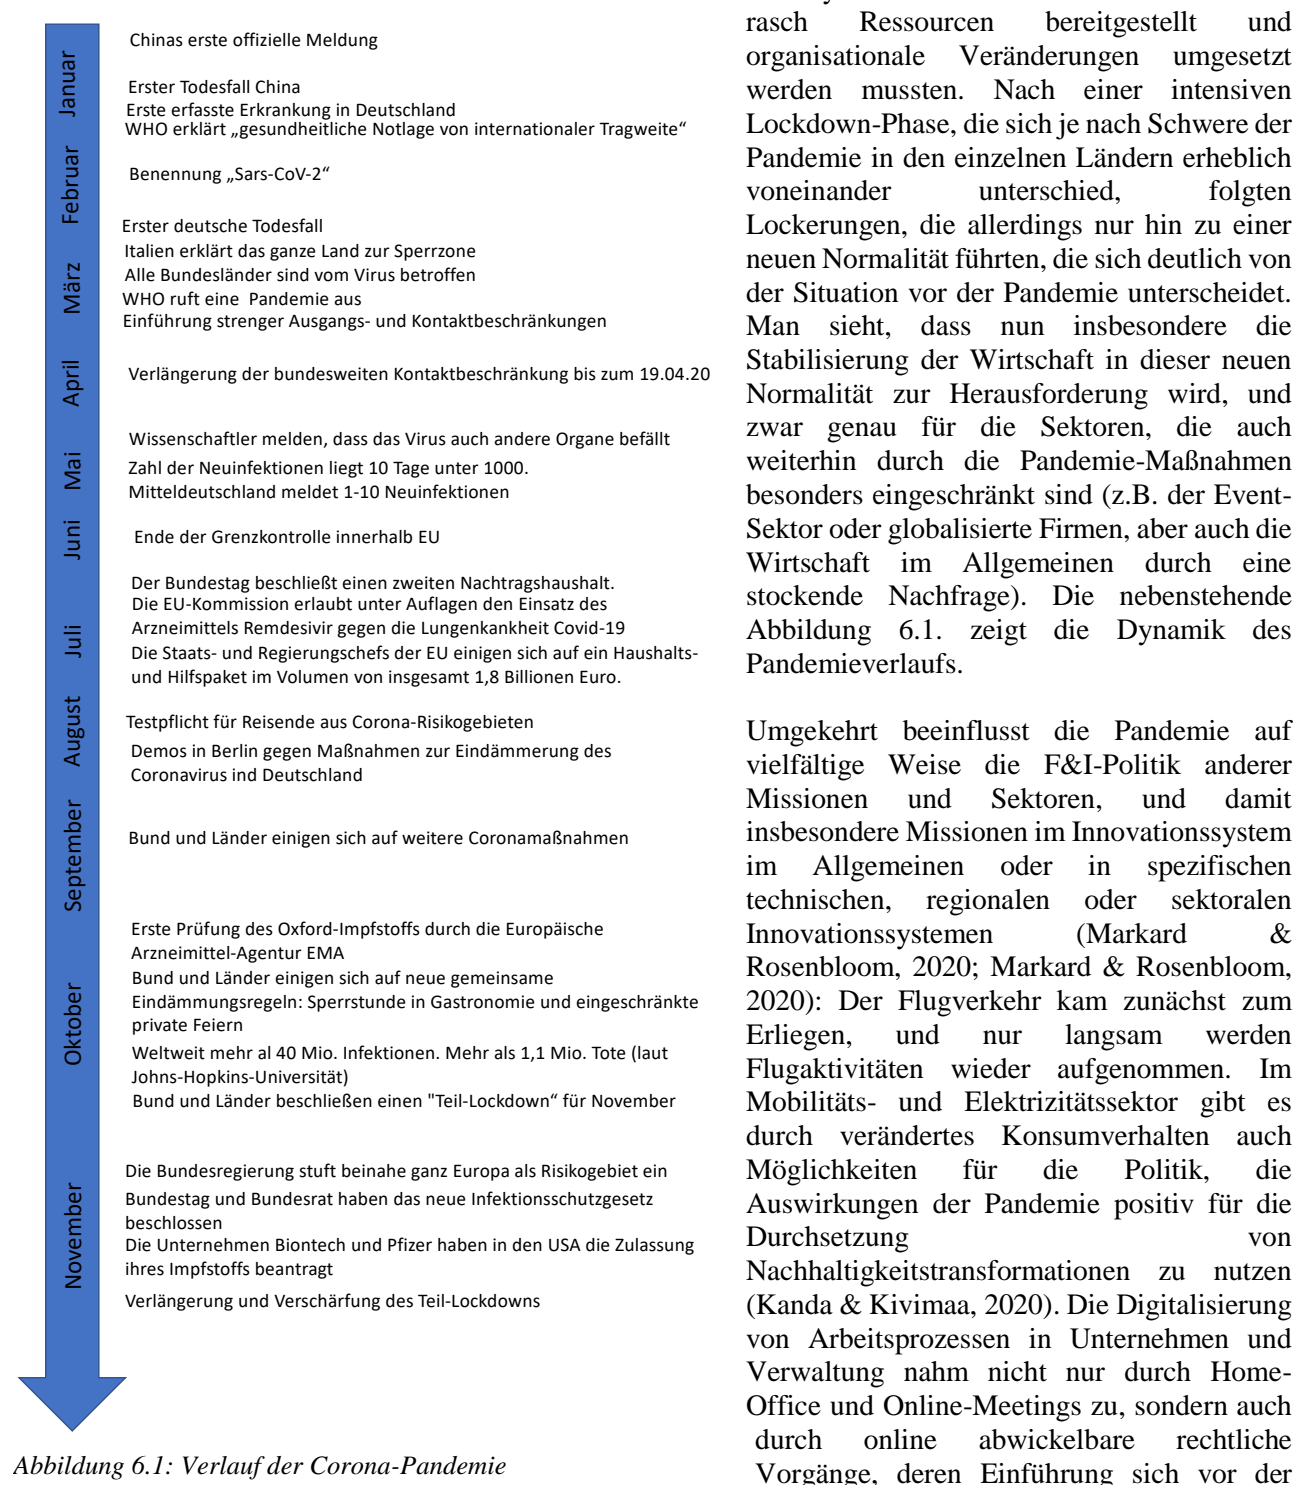 Januar
Chinas erste offizielle Meldung
Erster Todesfall China
Erste erfasste Erkrankung in Deutschland
WHO erklärt „gesundheitliche Notlage von internationaler Tragweite“
Februar
Benennung „Sars-CoV-2“
März
Erster deutsche Todesfall
Italien erklärt das ganze Land zur Sperrzone
Alle Bundesländer sind vom Virus betroffen
WHO ruft eine Pandemie aus
Einführung strenger Ausgangs- und Kontaktbeschränkungen
April
Verlängerung der bundesweiten Kontaktbeschränkung bis zum 19.04.20
Mai
Wissenschaftler melden, dass das Virus auch andere Organe befällt
Zahl der Neuinfektionen liegt 10 Tage unter 1000.
Mitteldeutschland meldet 1-10 Neuinfektionen
Juni
Ende der Grenzkontrolle innerhalb EU
Juli
Der Bundestag beschließt einen zweiten Nachtragshaushalt.
Die EU-Kommission erlaubt unter Auflagen den Einsatz des
Arzneimittels Remdesivir gegen die Lungenkankheit Covid-19
Die Staats- und Regierungschefs der EU einigen sich auf ein Haushalts-
und Hilfspaket im Volumen von insgesamt 1,8 Billionen Euro.
August
Testpflicht für Reisende aus Corona-Risikogebieten
Demos in Berlin gegen Maßnahmen zur Eindämmerung des
Coronavirus ind Deutschland
September
Bund und Länder einigen sich auf weitere Coronamaßnahmen
Oktober
Erste Prüfung des Oxford-Impfstoffs durch die Europäische
Arzneimittel-Agentur EMA
Bund und Länder einigen sich auf neue gemeinsame
Eindämmungsregeln: Sperrstunde in Gastronomie und eingeschränkte
private Feiern
Weltweit mehr al 40 Mio. Infektionen. Mehr als 1,1 Mio. Tote (laut
Johns-Hopkins-Universität)
Bund und Länder beschließen einen "Teil-Lockdown“ für November
November
Die Bundesregierung stuft beinahe ganz Europa als Risikogebiet ein
Bundestag und Bundesrat haben das neue Infektionsschutzgesetz
beschlossen
Die Unternehmen Biontech und Pfizer haben in den USA die Zulassung
ihres Impfstoffs beantragt
Verlängerung und Verschärfung des Teil-Lockdowns
Abbildung 6.1: Verlauf der Corona-Pandemie
rasch Ressourcen bereitgestellt und
organisationale Veränderungen umgesetzt
werden mussten. Nach einer intensiven
Lockdown-Phase, die sich je nach Schwere der
Pandemie in den einzelnen Ländern erheblich
voneinander unterschied, folgten
Lockerungen, die allerdings nur hin zu einer
neuen Normalität führten, die sich deutlich von
der Situation vor der Pandemie unterscheidet.
Man sieht, dass nun insbesondere die
Stabilisierung der Wirtschaft in dieser neuen
Normalität zur Herausforderung wird, und
zwar genau für die Sektoren, die auch
weiterhin durch die Pandemie-Maßnahmen
besonders eingeschränkt sind (z.B. der Event-
Sektor oder globalisierte Firmen, aber auch die
Wirtschaft im Allgemeinen durch eine
stockende Nachfrage). Die nebenstehende
Abbildung 6.1. zeigt die Dynamik des
Pandemieverlaufs.
Umgekehrt beeinflusst die Pandemie auf
vielfältige Weise die F&I-Politik anderer
Missionen und Sektoren, und damit
insbesondere Missionen im Innovationssystem
im Allgemeinen oder in spezifischen
technischen, regionalen oder sektoralen
Innovationssystemen (Markard &
Rosenbloom, 2020; Markard & Rosenbloom,
2020): Der Flugverkehr kam zunächst zum
Erliegen, und nur langsam werden
Flugaktivitäten wieder aufgenommen. Im
Mobilitäts- und Elektrizitätssektor gibt es
durch verändertes Konsumverhalten auch
Möglichkeiten für die Politik, die
Auswirkungen der Pandemie positiv für die
Durchsetzung von
Nachhaltigkeitstransformationen zu nutzen
(Kanda & Kivimaa, 2020). Die Digitalisierung
von Arbeitsprozessen in Unternehmen und
Verwaltung nahm nicht nur durch Home-
Office und Online-Meetings zu, sondern auch
durch online abwickelbare rechtliche
Vorgänge, deren Einführung sich vor der